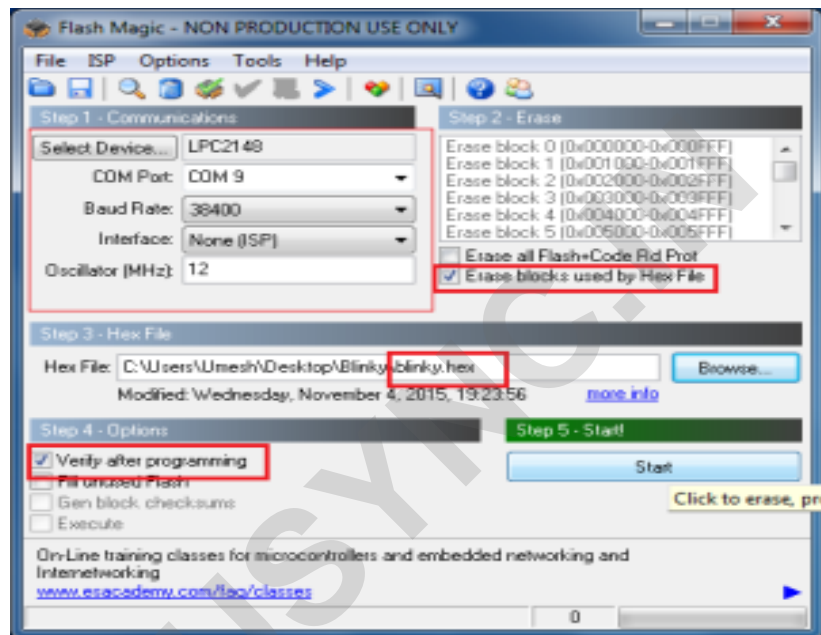 Flash Magic - NON PRODUCTION USE ONLY
File ISP Options Tools Help
Step 1 - Communications
Select Device... LPC2148
COM Port: COM 9
Baud Rate: 38400
Interface: None (ISP)
Oscillator (MHz): 12
Step 2 - Erase
Erase block 0 (0x000000-0x000FFF)
Erase block 1 (0x001000-0x001FFF)
Erase block 2 (0x002000-0x002FFF)
Erase block 3 (0x003000-0x003FFF)
Erase block 4 (0x004000-0x004FFF)
Erase block 5 (0x005000-0x005FFF)
Erase all Flash+Code Rd Prot
Erase blocks used by Hex File
Step 3 - Hex File
Hex File: C:\Users\Umesh\Desktop\Blinky\blinky.hex Browse...
Modified: Wednesday, November 4, 2015, 19:23:56 more info
Step 4 - Options
Verify after programming
Fill unused Flash
Gen block checksums
Execute
Step 5 - Start!
Start
Click to erase, pr
On-Line training classes for microcontrollers and embedded networking and
Internetworking
www.esacademy.com/faq/classes
0
USYNC.IN